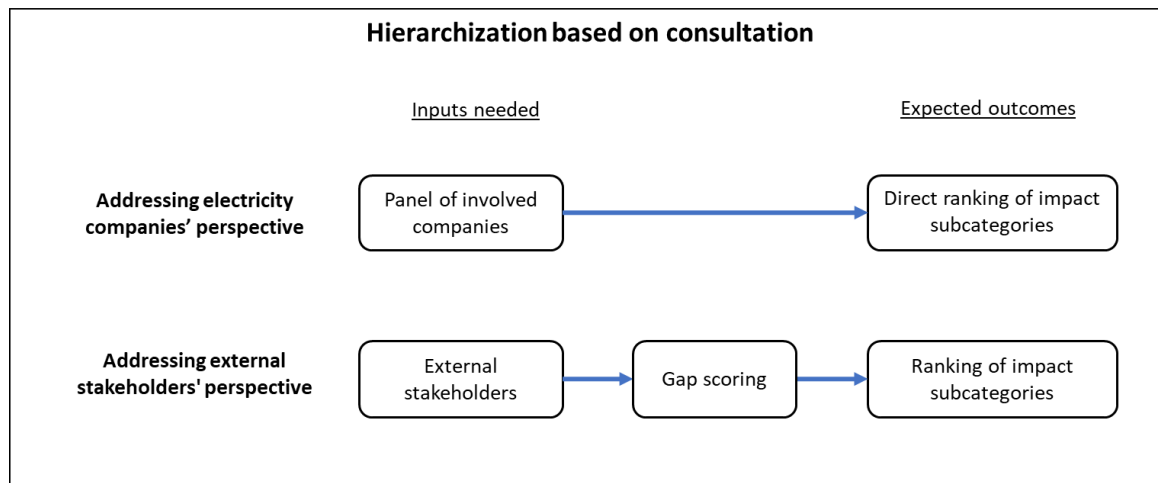 Hierarchization based on consultation
Inputs needed
Expected outcomes
Addressing electricity
companies’ perspective
Panel of involved
companies
Direct ranking of impact
subcategories
Addressing external
stakeholders' perspective
External
stakeholders
Gap scoring
Ranking of impact
subcategories